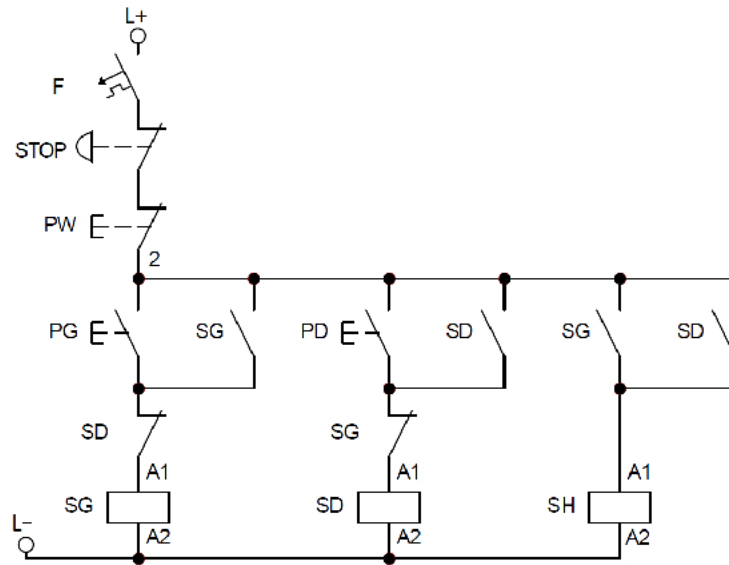 L+
F
STOP
PW
2
PG SG PD SD SG SD
SD SG
A1 A1 A1
SG SD SH
L-
A2 A2 A2